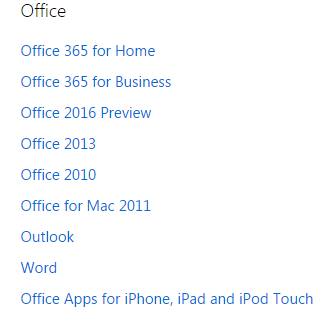 Office
Office 365 for Home
Office 365 for Business
Office 2016 Preview
Office 2013
Office 2010
Office for Mac 2011
Outlook
Word
Office Apps for iPhone, iPad and iPod Touch